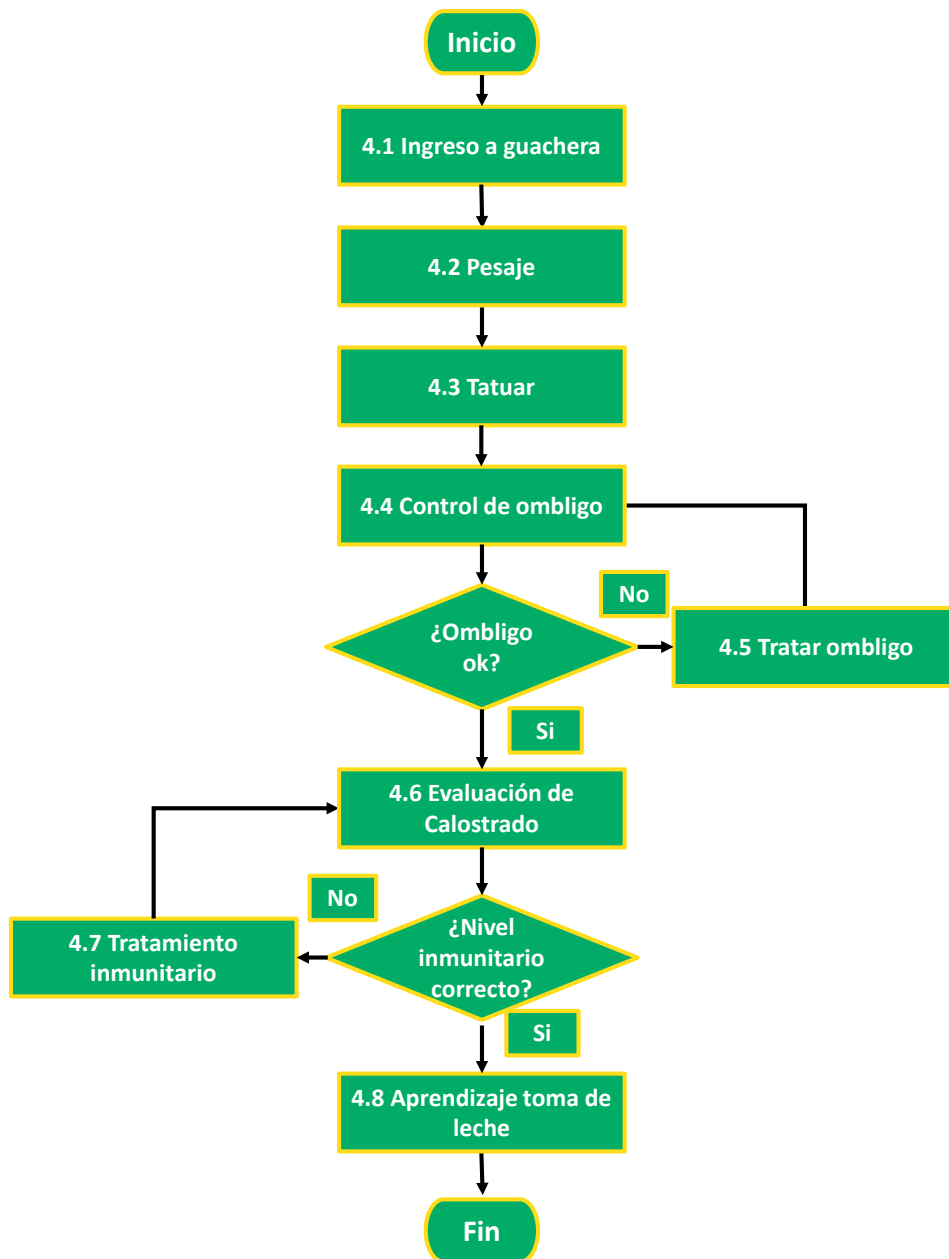 Inicio
4.1 Ingreso a guachera
4.2 Pesaje
4.3 Tatuar
4.4 Control de ombligo
No
¿Ombligo
ok?
4.5 Tratar ombligo
Si
4.6 Evaluación de
Calostrado
No
¿Nivel
inmunitario
correcto?
4.7 Tratamiento
inmunitario
Si
4.8 Aprendizaje toma de
leche
Fin